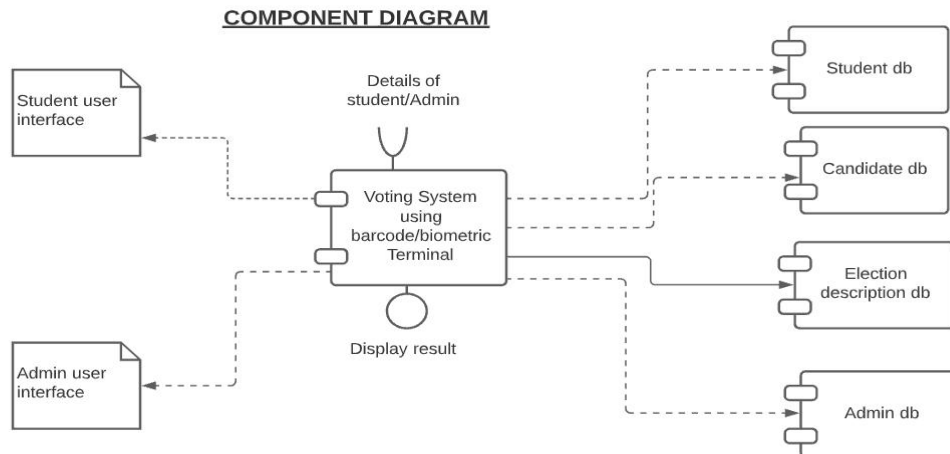 COMPONENT DIAGRAM
Student user
interface
Details of
student/Admin
Student db
Candidate db
Voting System
using
barcode/biometric
Terminal
Election
description db
Display result
Admin user
interface
Admin db